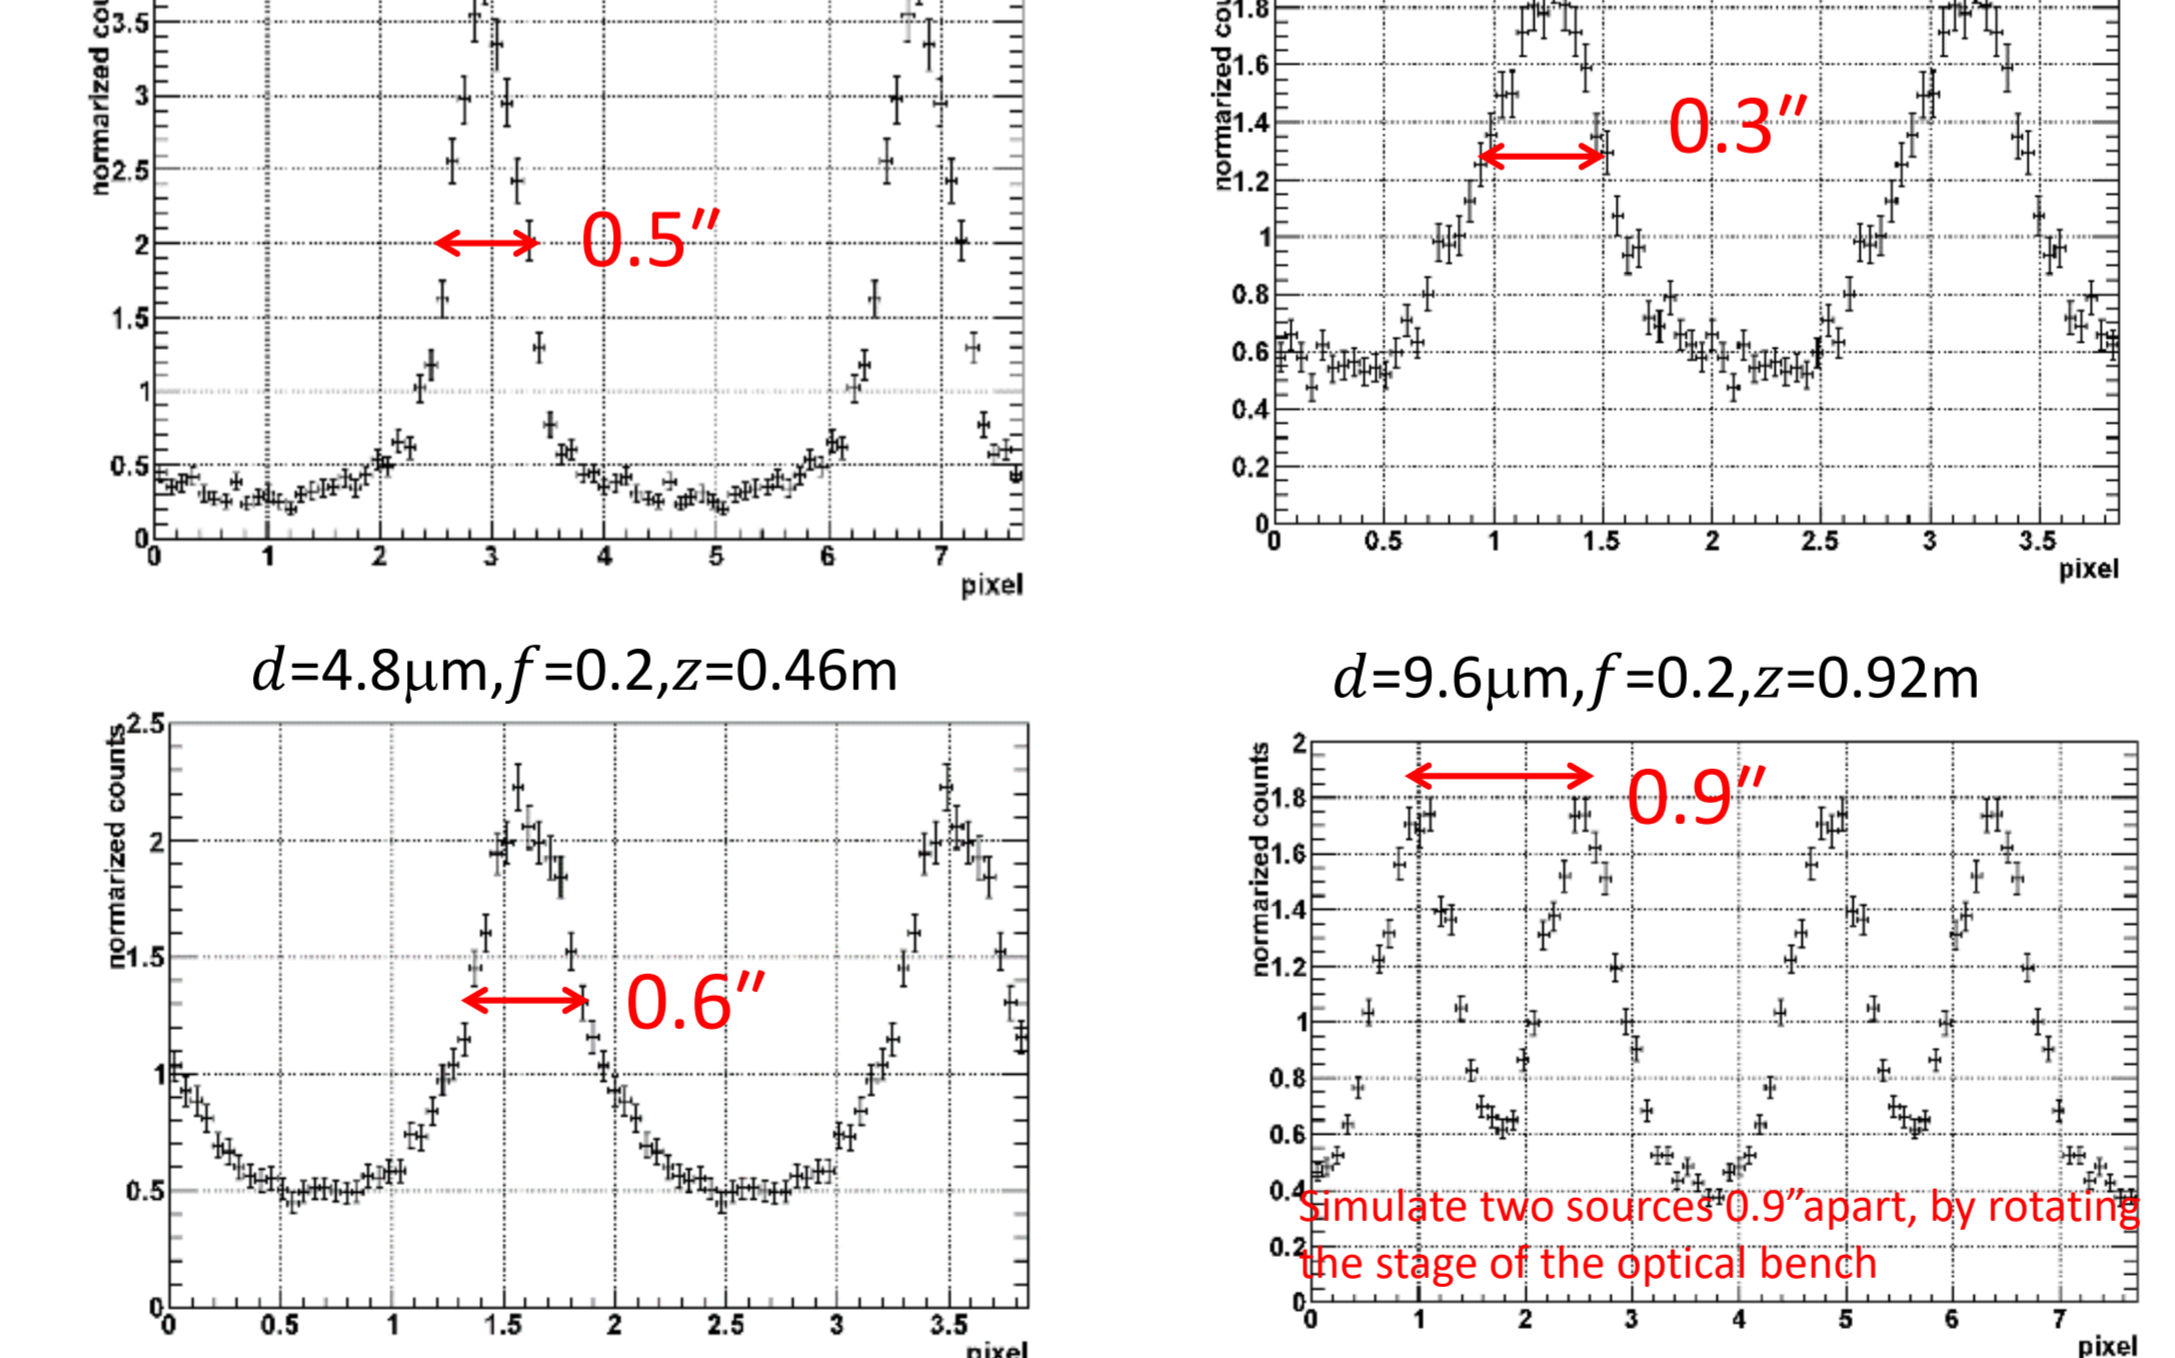 normarized cou
3.5
3
2.5
2
1.5
1
0.5
0
0 1 2 3 4 5 6 7
pixel
0.5″
normarized cou
1.8
1.6
1.4
1.2
1
0.8
0.6
0.4
0.2
0
0 0.5 1 1.5 2 2.5 3 3.5
pixel
0.3″
d=4.8μm,f=0.2,z=0.46m
normarized counts
2.5
2
1.5
1
0.5
0
0 0.5 1 1.5 2 2.5 3 3.5
pixel
0.6″
d=9.6μm,f=0.2,z=0.92m
normarized counts
2
1.8
1.6
1.4
1.2
1
0.8
0.6
0.4
0.2
0
0 1 2 3 4 5 6 7
pixel
0.9″
Simulate two sources 0.9”apart, by rotating
the stage of the optical bench